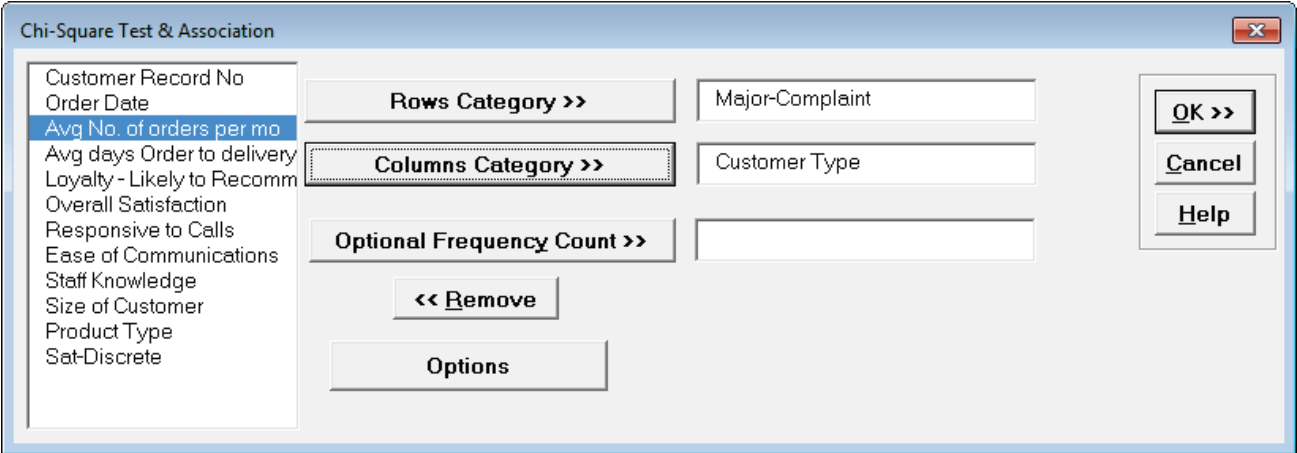 Chi-Square Test & Association
Customer Record No
Order Date
Avg No. of orders per mo
Avg days Order to delivery
Loyalty - Likely to Recomm
Overall Satisfaction
Responsive to Calls
Ease of Communications
Staff Knowledge
Size of Customer
Product Type
Sat-Discrete
Rows Category >>
Major-Complaint
Columns Category >>
Customer Type
Optional Frequency Count >>
<< Remove
Options
OK >>
Cancel
Help